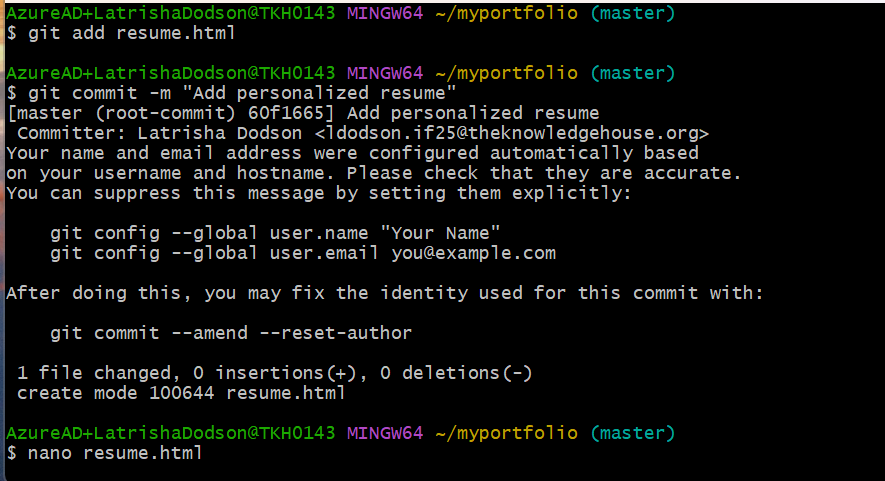 AzureAD+LatrishaDodson@TKH0143 MINGW64 ~/myportfolio (master)
$ git add resume.html
AzureAD+LatrishaDodson@TKH0143 MINGW64 ~/myportfolio (master)
$ git commit -m "Add personalized resume"
[master (root-commit) 60f1665] Add personalized resume
 Committer: Latrisha Dodson <ldodson.if25@theknowledgehouse.org>
Your name and email address were configured automatically based
on your username and hostname. Please check that they are accurate.
You can suppress this message by setting them explicitly:
    git config --global user.name "Your Name"
    git config --global user.email you@example.com
After doing this, you may fix the identity used for this commit with:
    git commit --amend --reset-author
 1 file changed, 0 insertions(+), 0 deletions(-)
 create mode 100644 resume.html
AzureAD+LatrishaDodson@TKH0143 MINGW64 ~/myportfolio (master)
$ nano resume.html